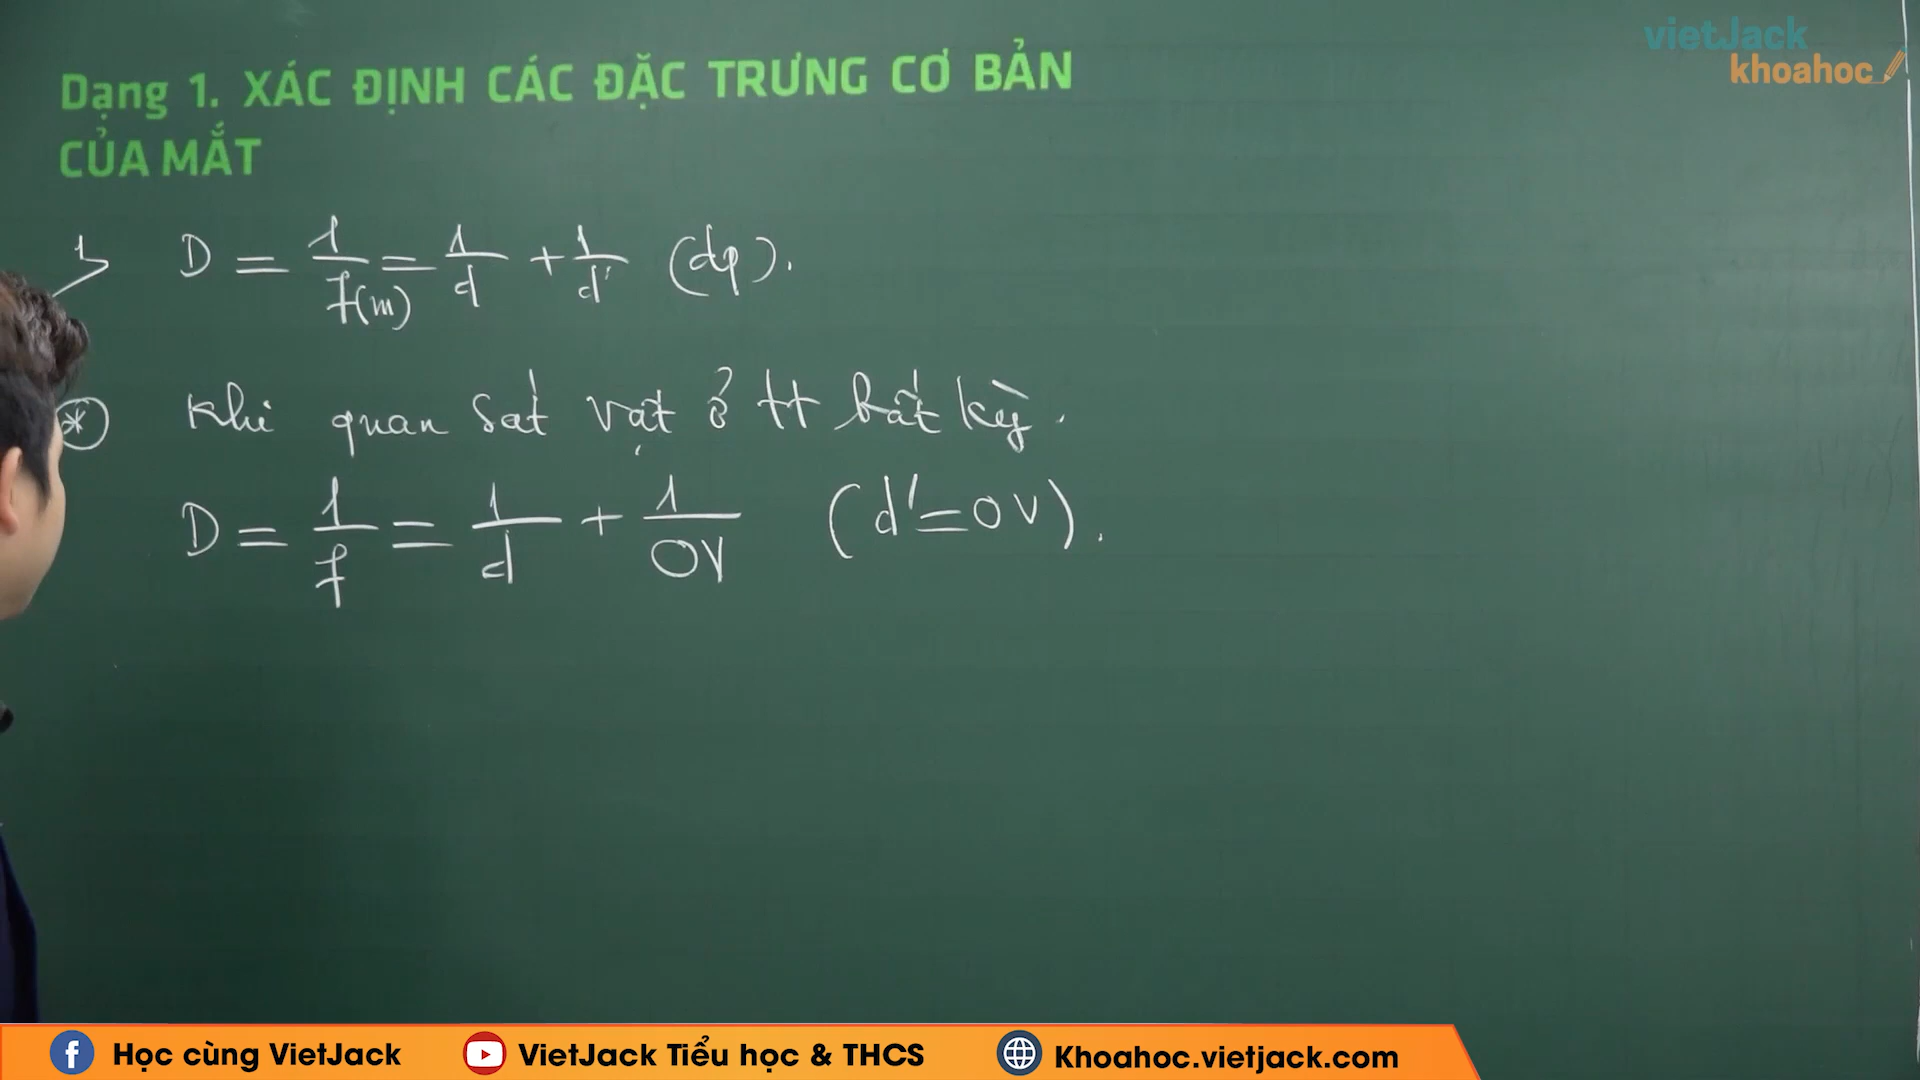 vietJack
khoahoc
Dạng 1. XÁC ĐỊNH CÁC ĐẶC TRƯNG CƠ BẢN
CỦA MẮT
1> D = 1/f(m) = 1/d + 1/d' (dp).
* Khi quan sát vật ở tt bất kỳ.
D = 1/f = 1/d + 1/OV (d' = OV).
Học cùng VietJack
VietJack Tiểu học & THCS
Khoahoc.vietjack.com